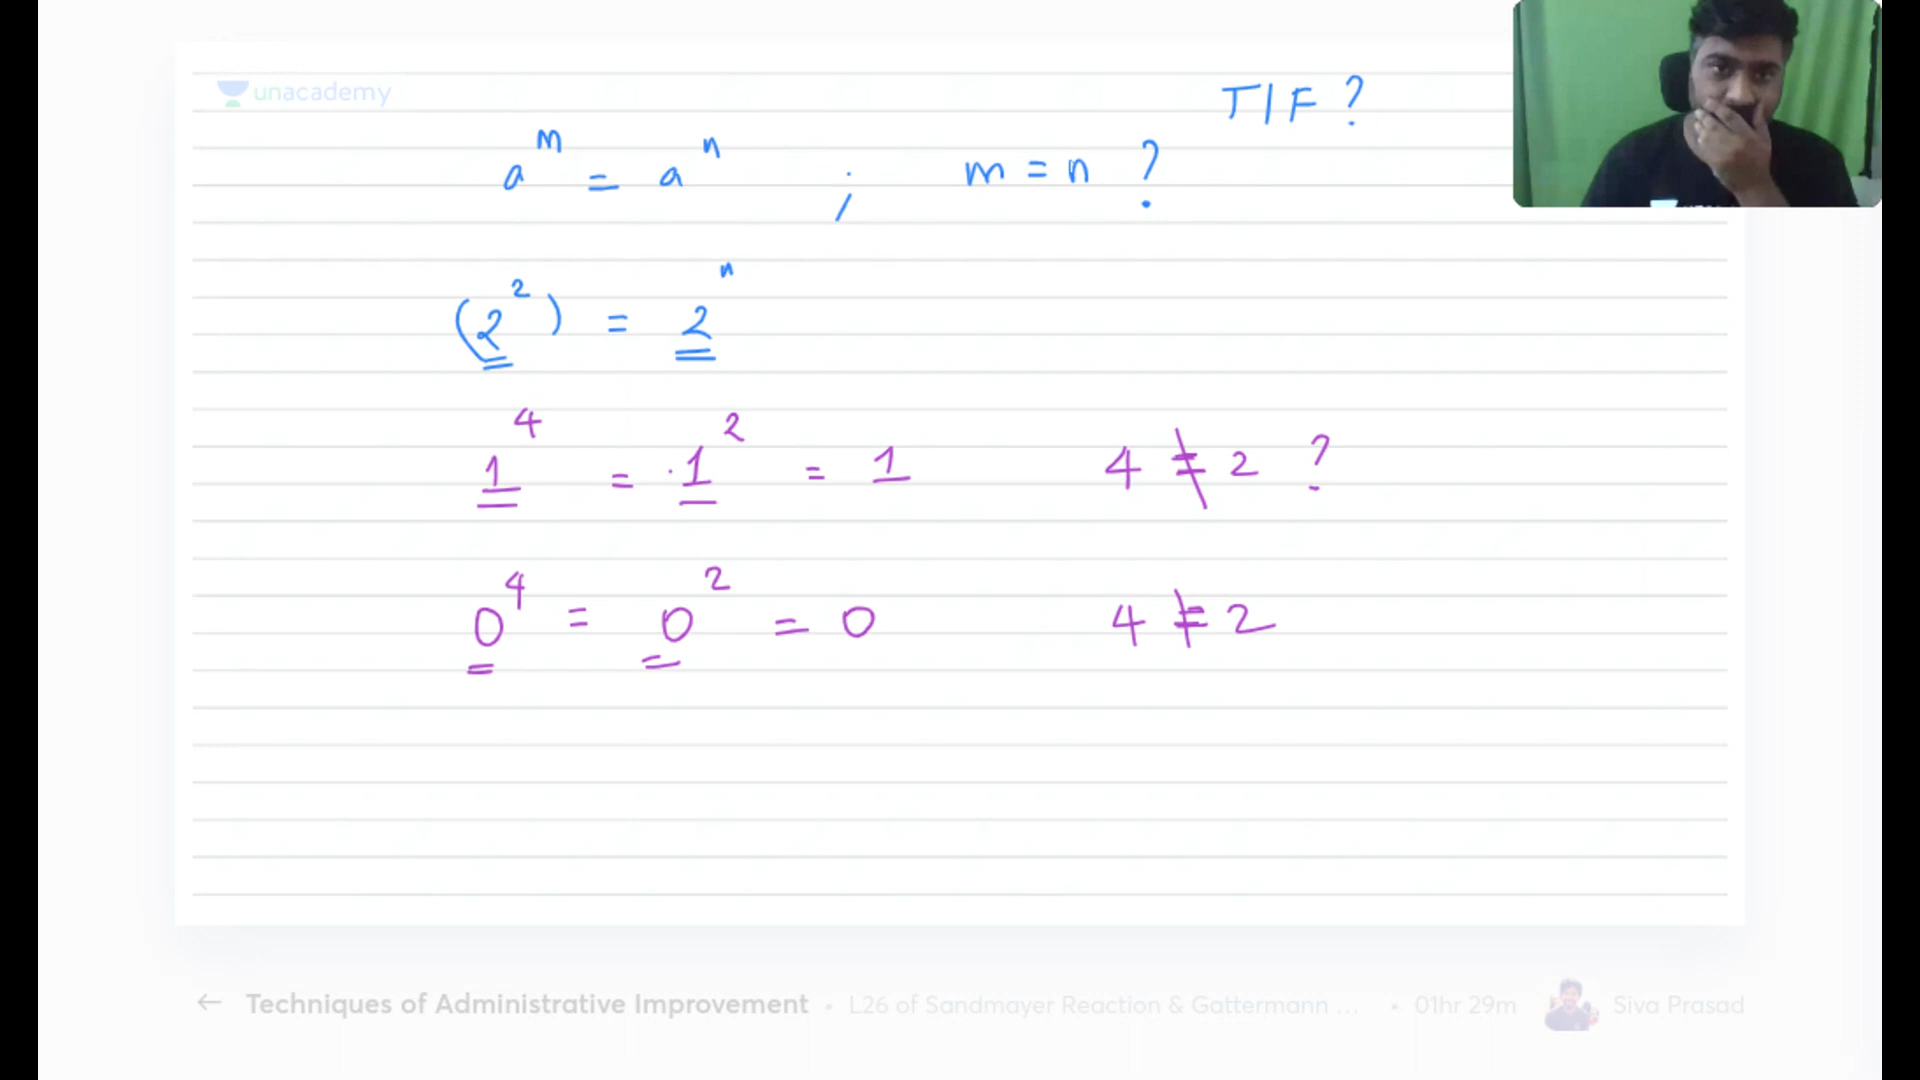 unacademy
T/F ?
a^m = a^n ; m = n ?
(2^2) = 2^n
1^4 = 1^2 = 1 4 ≠ 2 ?
0^4 = 0^2 = 0 4 ≠ 2
← Techniques of Administrative Improvement • L26 of Sandmayer Reaction & Gattermann ... • 01hr 29m Siva Prasad